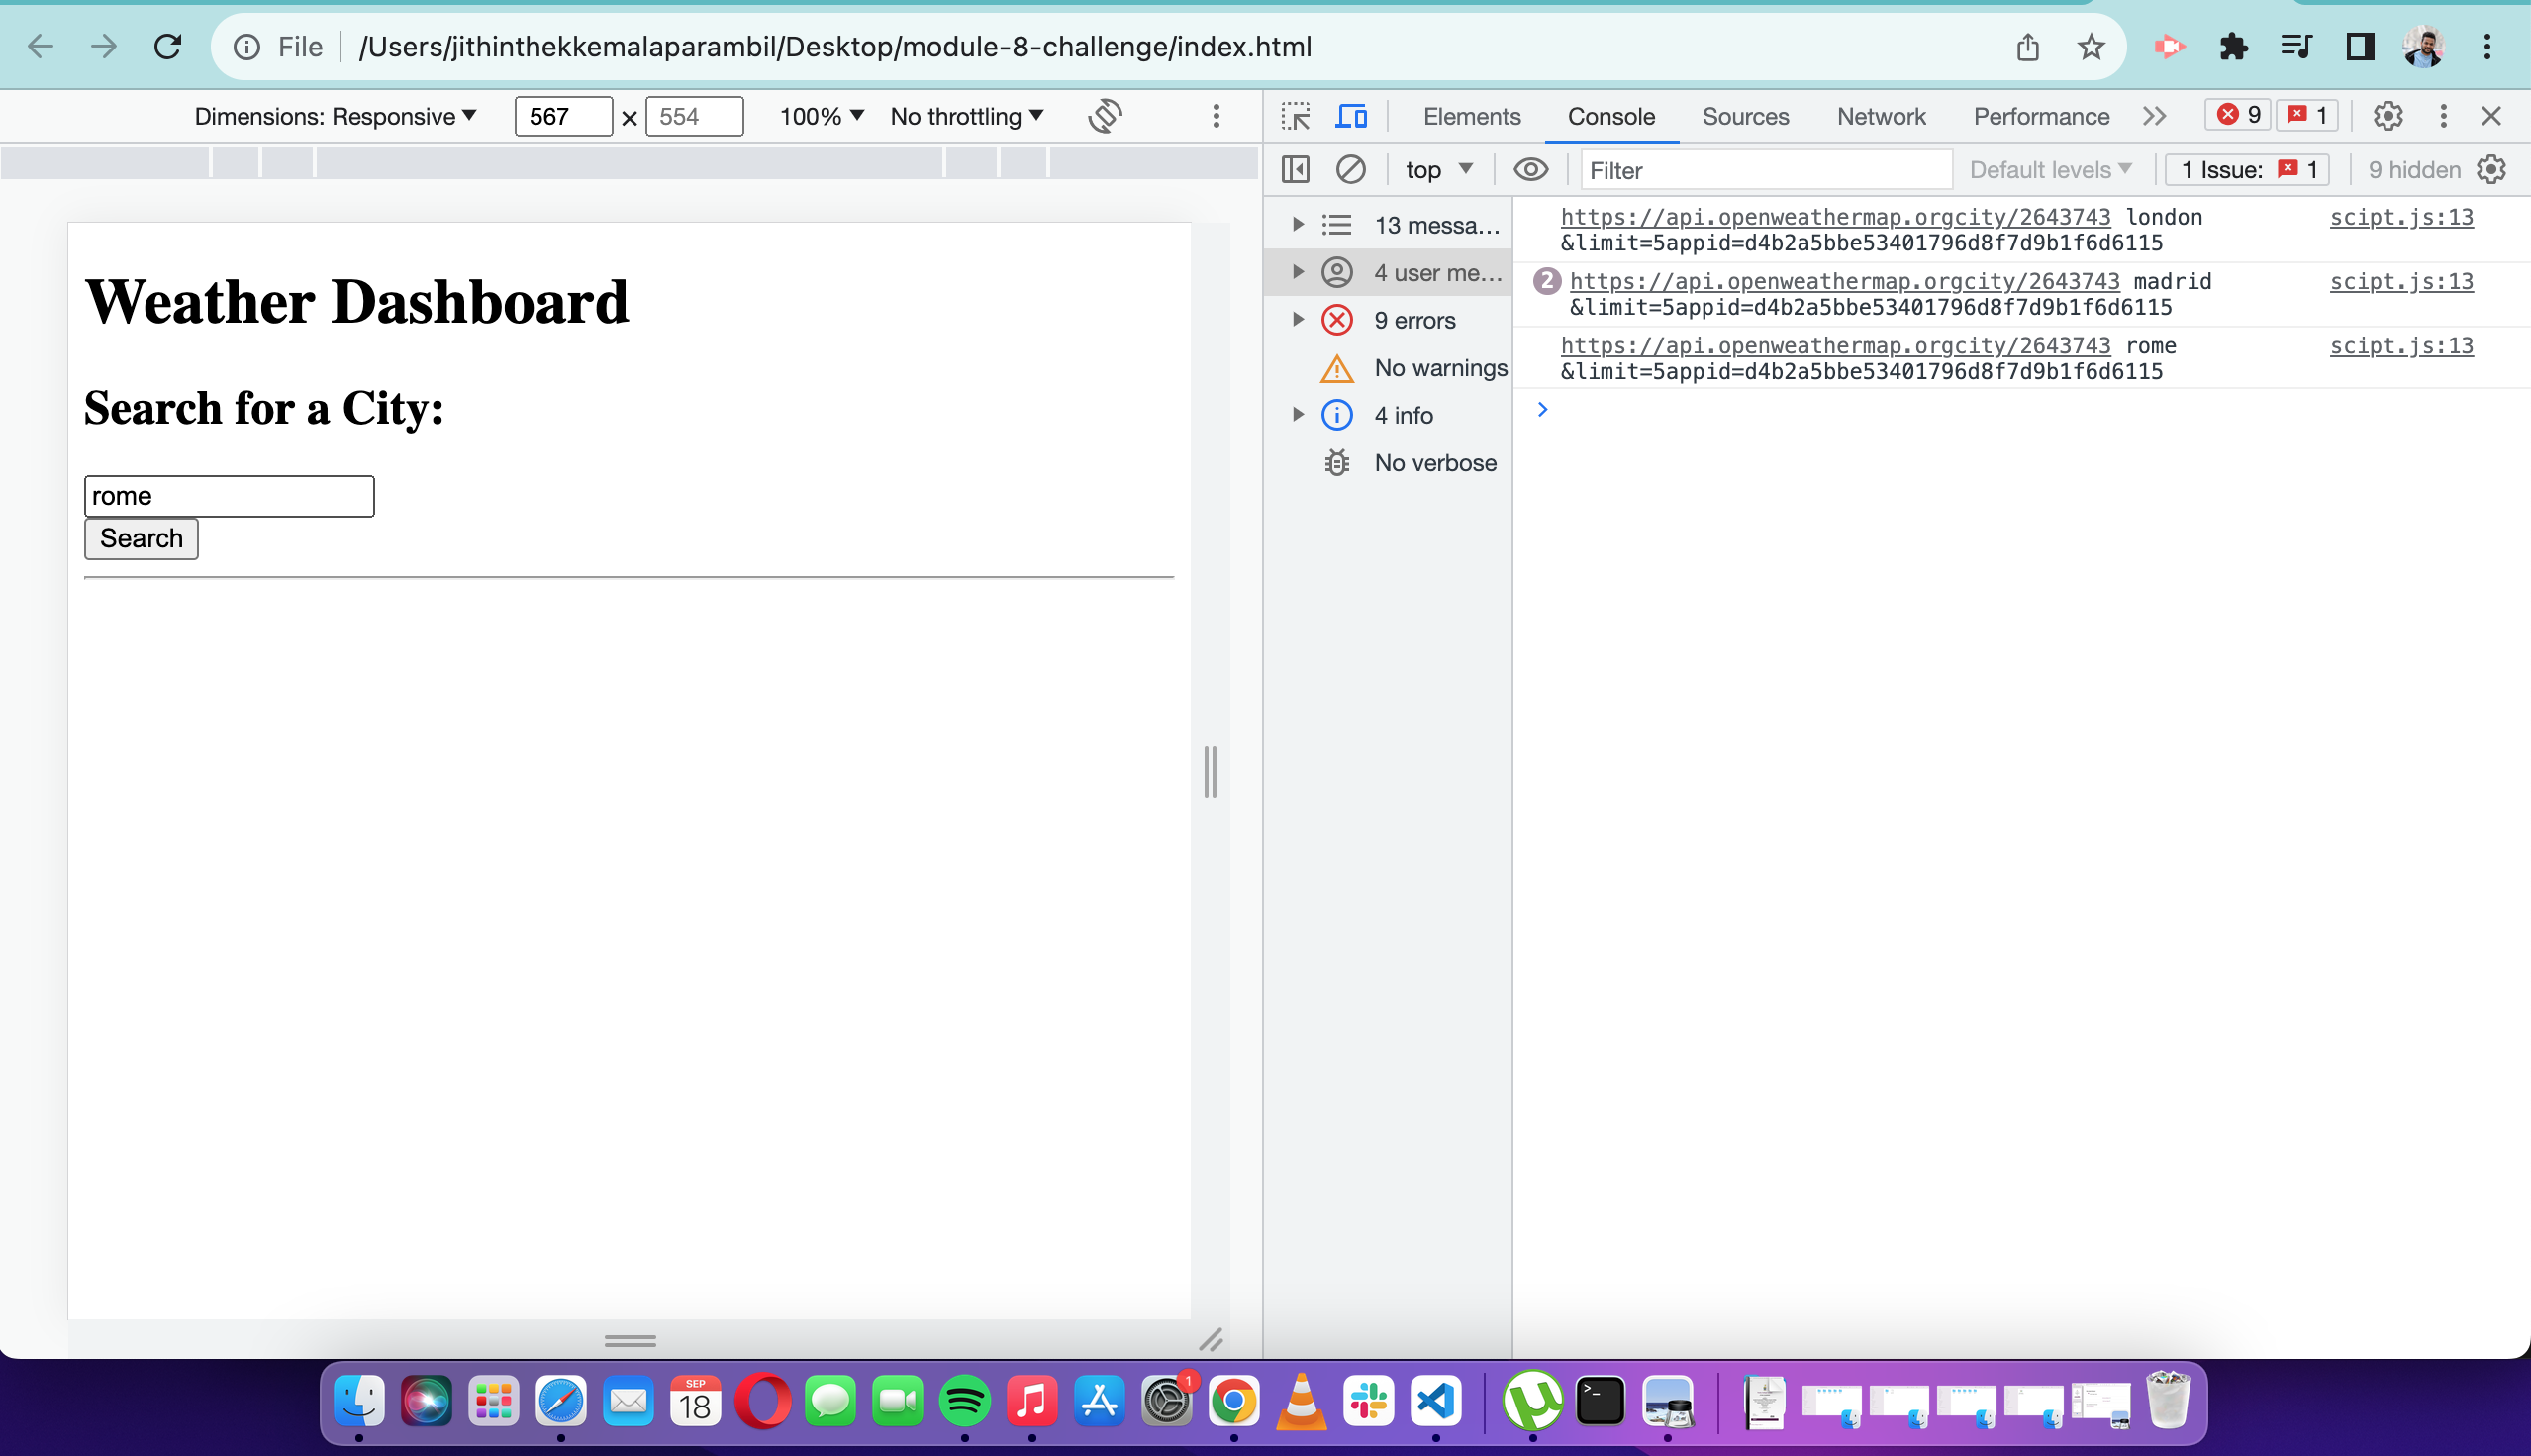 File | /Users/jithinthekkemalaparambil/Desktop/module-8-challenge/index.html
Dimensions: Responsive 567 × 554 100% No throttling
Elements Console Sources Network Performance 9 1
top Filter Default levels 1 Issue: 1 9 hidden
Weather Dashboard
Search for a City:
rome
Search
13 messa...
4 user me...
9 errors
No warnings
4 info
No verbose
https://api.openweathermap.orgcity/2643743 london scipt.js:13
&limit=5appid=d4b2a5bbe53401796d8f7d9b1f6d6115
2 https://api.openweathermap.orgcity/2643743 madrid scipt.js:13
&limit=5appid=d4b2a5bbe53401796d8f7d9b1f6d6115
https://api.openweathermap.orgcity/2643743 rome scipt.js:13
&limit=5appid=d4b2a5bbe53401796d8f7d9b1f6d6115
SEP
18
1